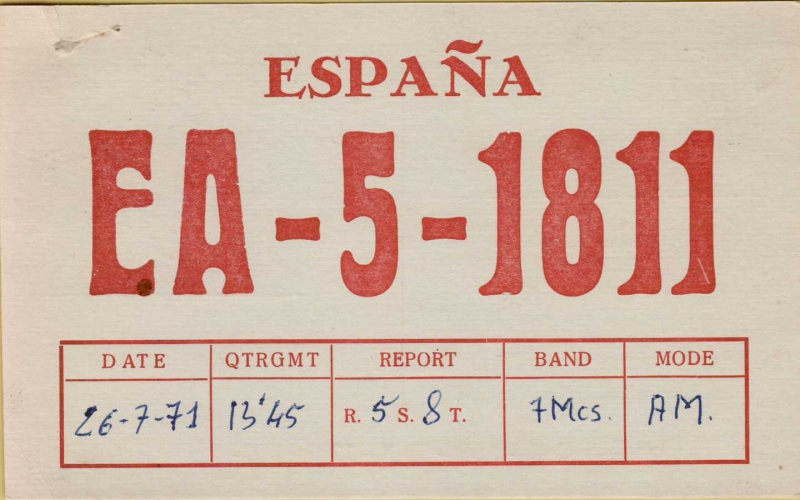 ESPAÑA
EA-5-1811
DATE QTRGMT REPORT BAND MODE
26-7-71 13'45 R. 5 S. 8 T. 7Mcs. AM.